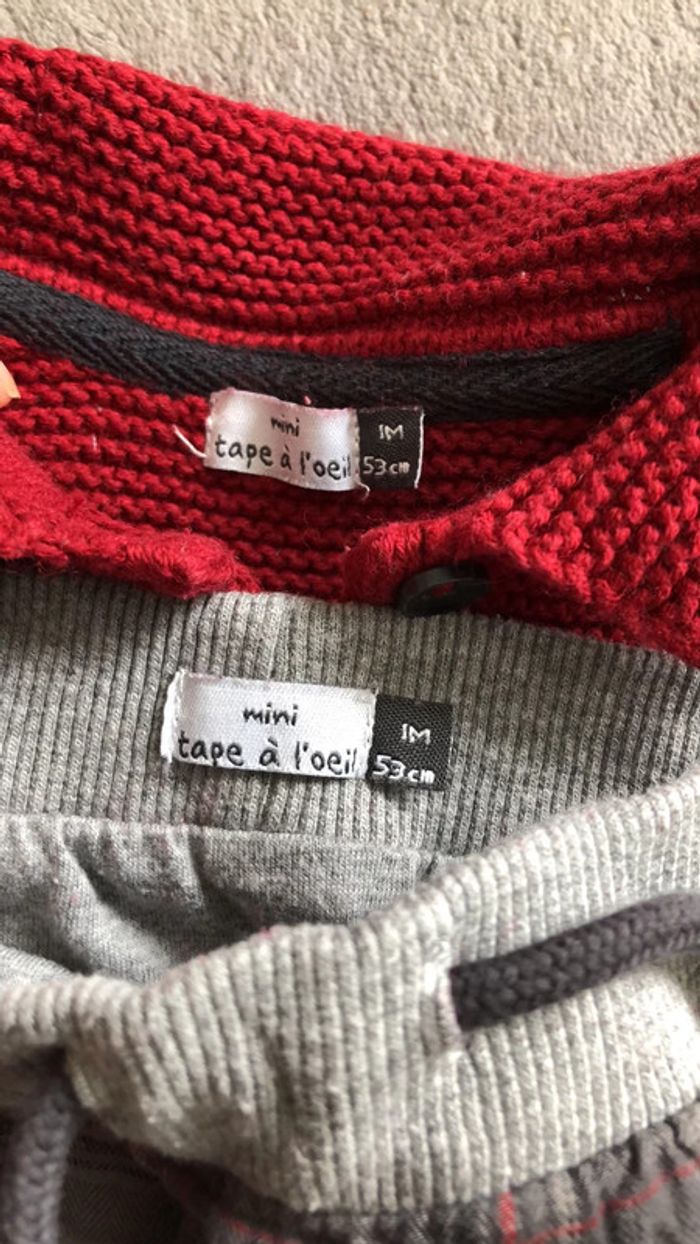 mini
tape à l'oeil
1M
53cm
mini
tape à l'oeil
1M
53cm